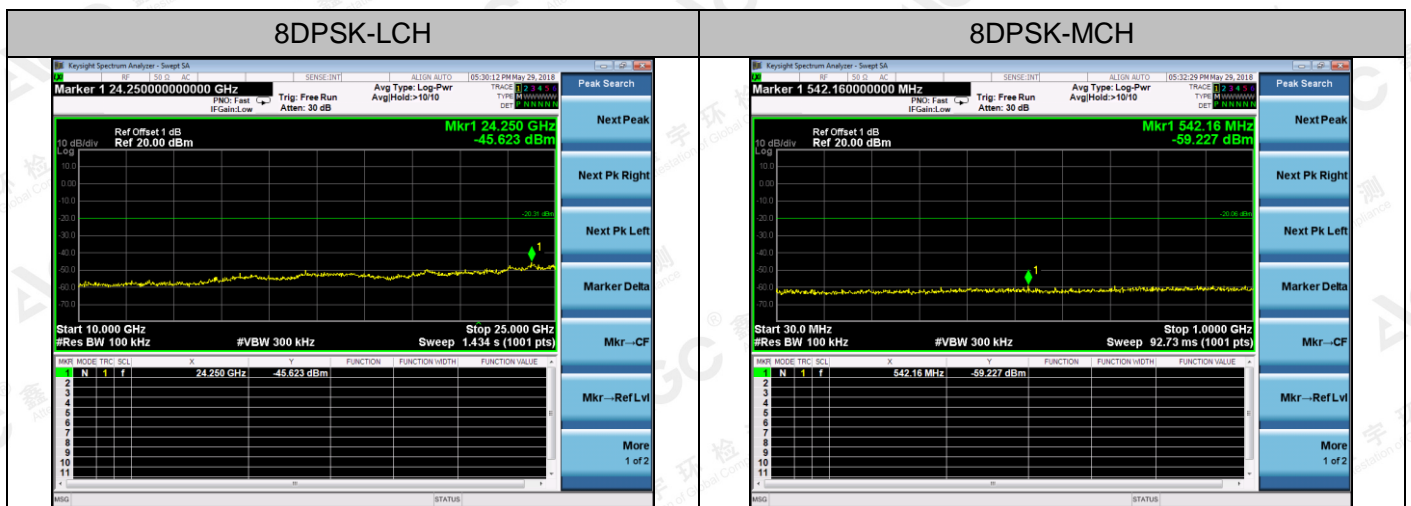 8DPSK-LCH
8DPSK-MCH
Keysight Spectrum Analyzer - Swept SA
RF 50 Ω AC SENSE:INT ALIGN AUTO 05:30:12 PM May 29, 2018
Marker 1 24.250000000000 GHz
PNO: Fast
IFGain:Low
Trig: Free Run
Atten: 30 dB
Avg Type: Log-Pwr
Avg|Hold:>10/10
TRACE 1 2 3 4 5 6
TYPE M W W W W W
DET P N N N N N
Ref Offset 1 dB
Ref 20.00 dBm
Mkr1 24.250 GHz
-45.623 dBm
10 dB/div
Log
10.0
0.00
-10.0
-20.0
-30.0
-40.0
-50.0
-60.0
-70.0
-20.31 dBm
1
Start 10.000 GHz
Stop 25.000 GHz
#Res BW 100 kHz
#VBW 300 kHz
Sweep 1.434 s (1001 pts)
MKR MODE TRC SCL X Y FUNCTION FUNCTION WIDTH FUNCTION VALUE
1 N 1 f 24.250 GHz -45.623 dBm
2
3
4
5
6
7
8
9
10
11
MSG
STATUS
Peak Search
Next Peak
Next Pk Right
Next Pk Left
Marker Delta
Mkr→CF
Mkr→Ref Lvl
More
1 of 2
Keysight Spectrum Analyzer - Swept SA
RF 50 Ω AC SENSE:INT ALIGN AUTO 05:32:29 PM May 29, 2018
Marker 1 542.160000000 MHz
PNO: Fast
IFGain:Low
Trig: Free Run
Atten: 30 dB
Avg Type: Log-Pwr
Avg|Hold:>10/10
TRACE 1 2 3 4 5 6
TYPE M W W W W W
DET P N N N N N
Ref Offset 1 dB
Ref 20.00 dBm
Mkr1 542.16 MHz
-59.227 dBm
10 dB/div
Log
10.0
0.00
-10.0
-20.0
-30.0
-40.0
-50.0
-60.0
-70.0
-20.06 dBm
1
Start 30.0 MHz
Stop 1.0000 GHz
#Res BW 100 kHz
#VBW 300 kHz
Sweep 92.73 ms (1001 pts)
MKR MODE TRC SCL X Y FUNCTION FUNCTION WIDTH FUNCTION VALUE
1 N 1 f 542.16 MHz -59.227 dBm
2
3
4
5
6
7
8
9
10
11
MSG
STATUS
Peak Search
Next Peak
Next Pk Right
Next Pk Left
Marker Delta
Mkr→CF
Mkr→Ref Lvl
More
1 of 2